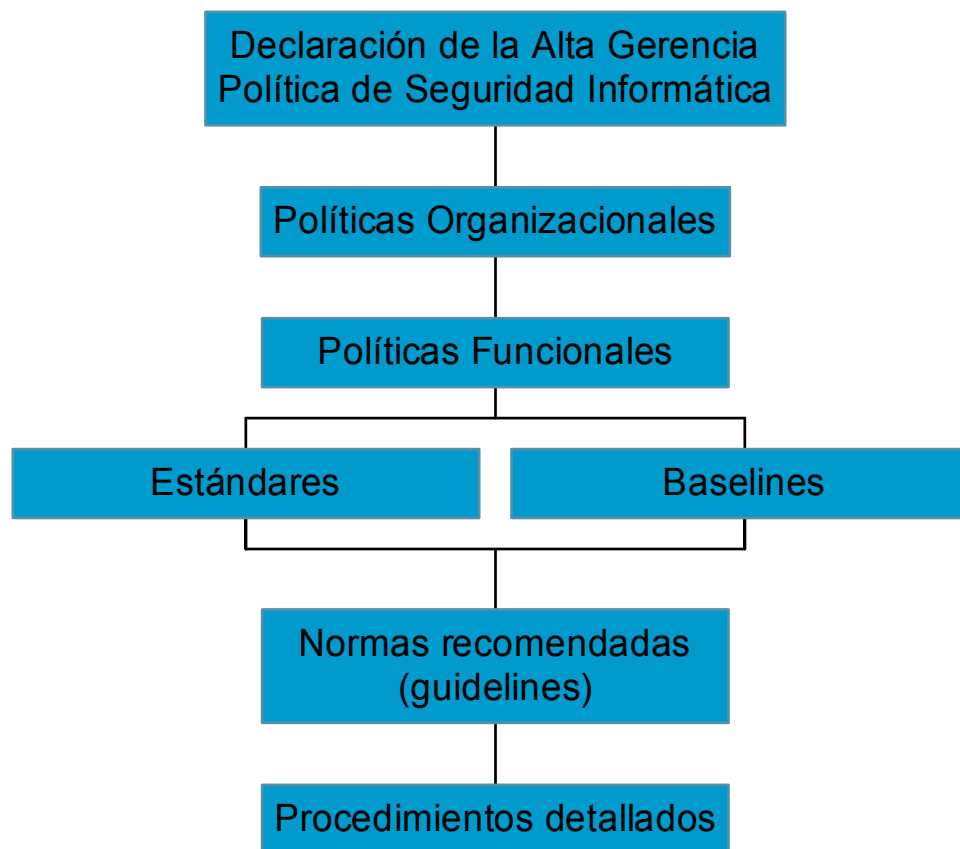 Declaración de la Alta Gerencia
Política de Seguridad Informática
Políticas Organizacionales
Políticas Funcionales
Estándares
Baselines
Normas recomendadas
(guidelines)
Procedimientos detallados